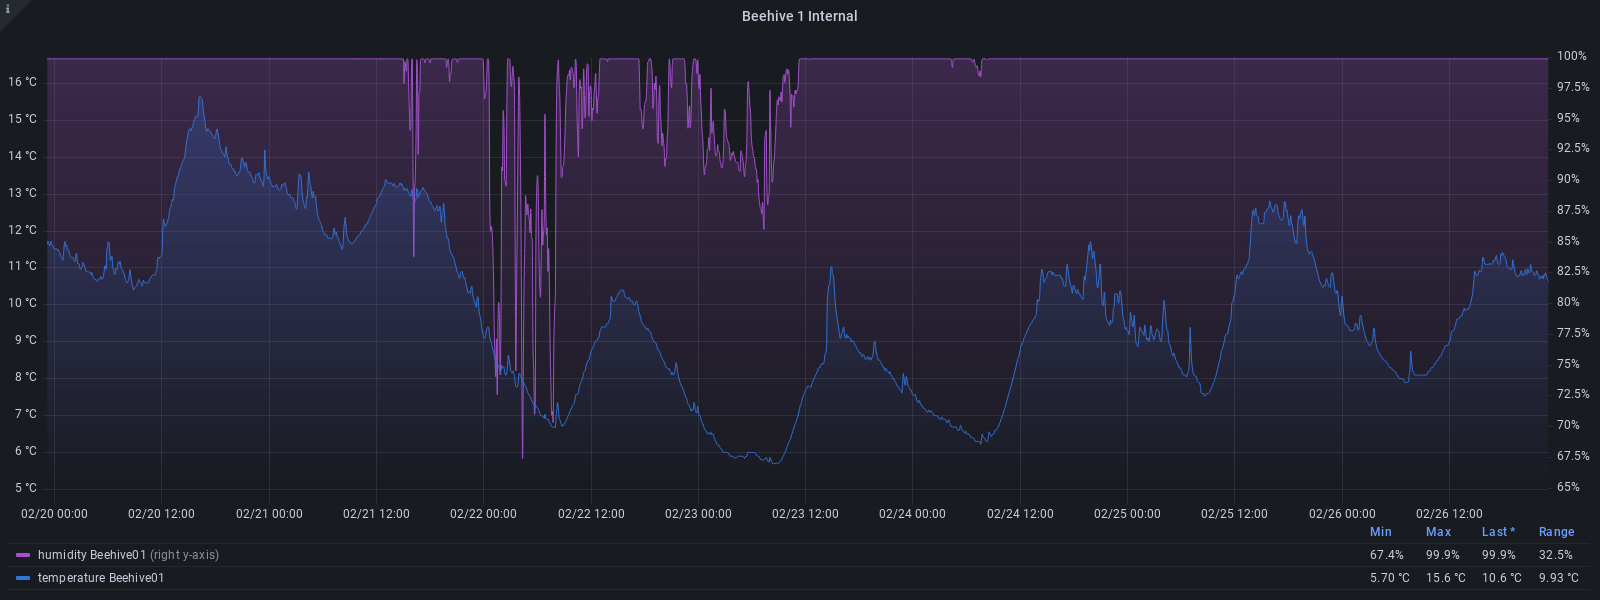 i
Beehive 1 Internal
16 °C
15 °C
14 °C
13 °C
12 °C
11 °C
10 °C
9 °C
8 °C
7 °C
6 °C
5 °C
100%
97.5%
95%
92.5%
90%
87.5%
85%
82.5%
80%
77.5%
75%
72.5%
70%
67.5%
65%
02/20 00:00 02/20 12:00 02/21 00:00 02/21 12:00 02/22 00:00 02/22 12:00 02/23 00:00 02/23 12:00 02/24 00:00 02/24 12:00 02/25 00:00 02/25 12:00 02/26 00:00 02/26 12:00
Min Max Last * Range
humidity Beehive01 (right y-axis) 67.4% 99.9% 99.9% 32.5%
temperature Beehive01 5.70 °C 15.6 °C 10.6 °C 9.93 °C